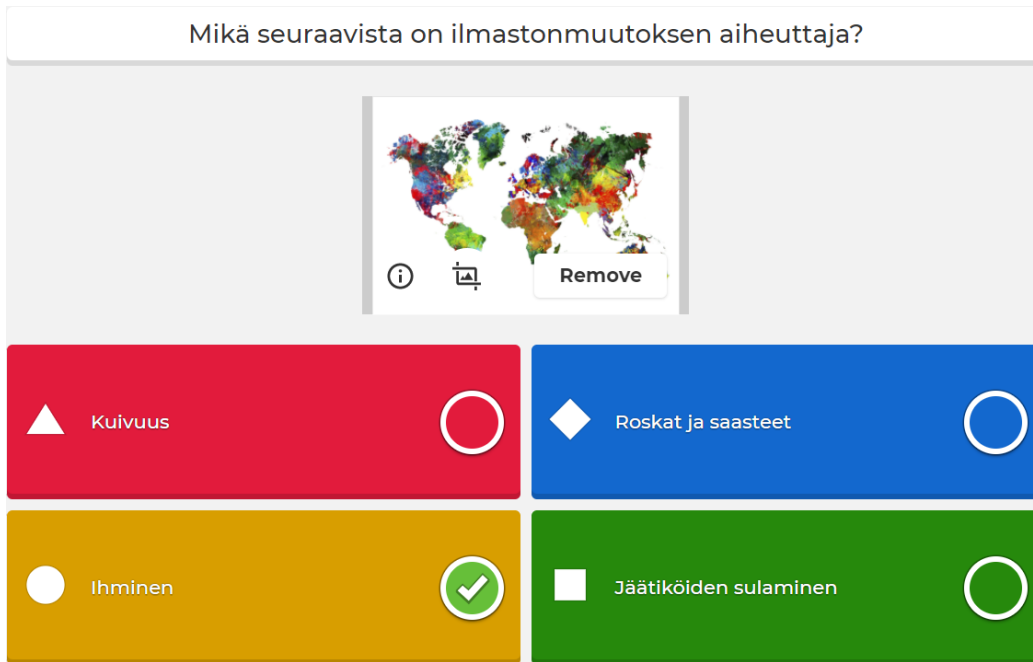 Mikä seuraavista on ilmastonmuutoksen aiheuttaja?
Remove
Kuivuus
Roskat ja saasteet
Ihminen
Jäätiköiden sulaminen